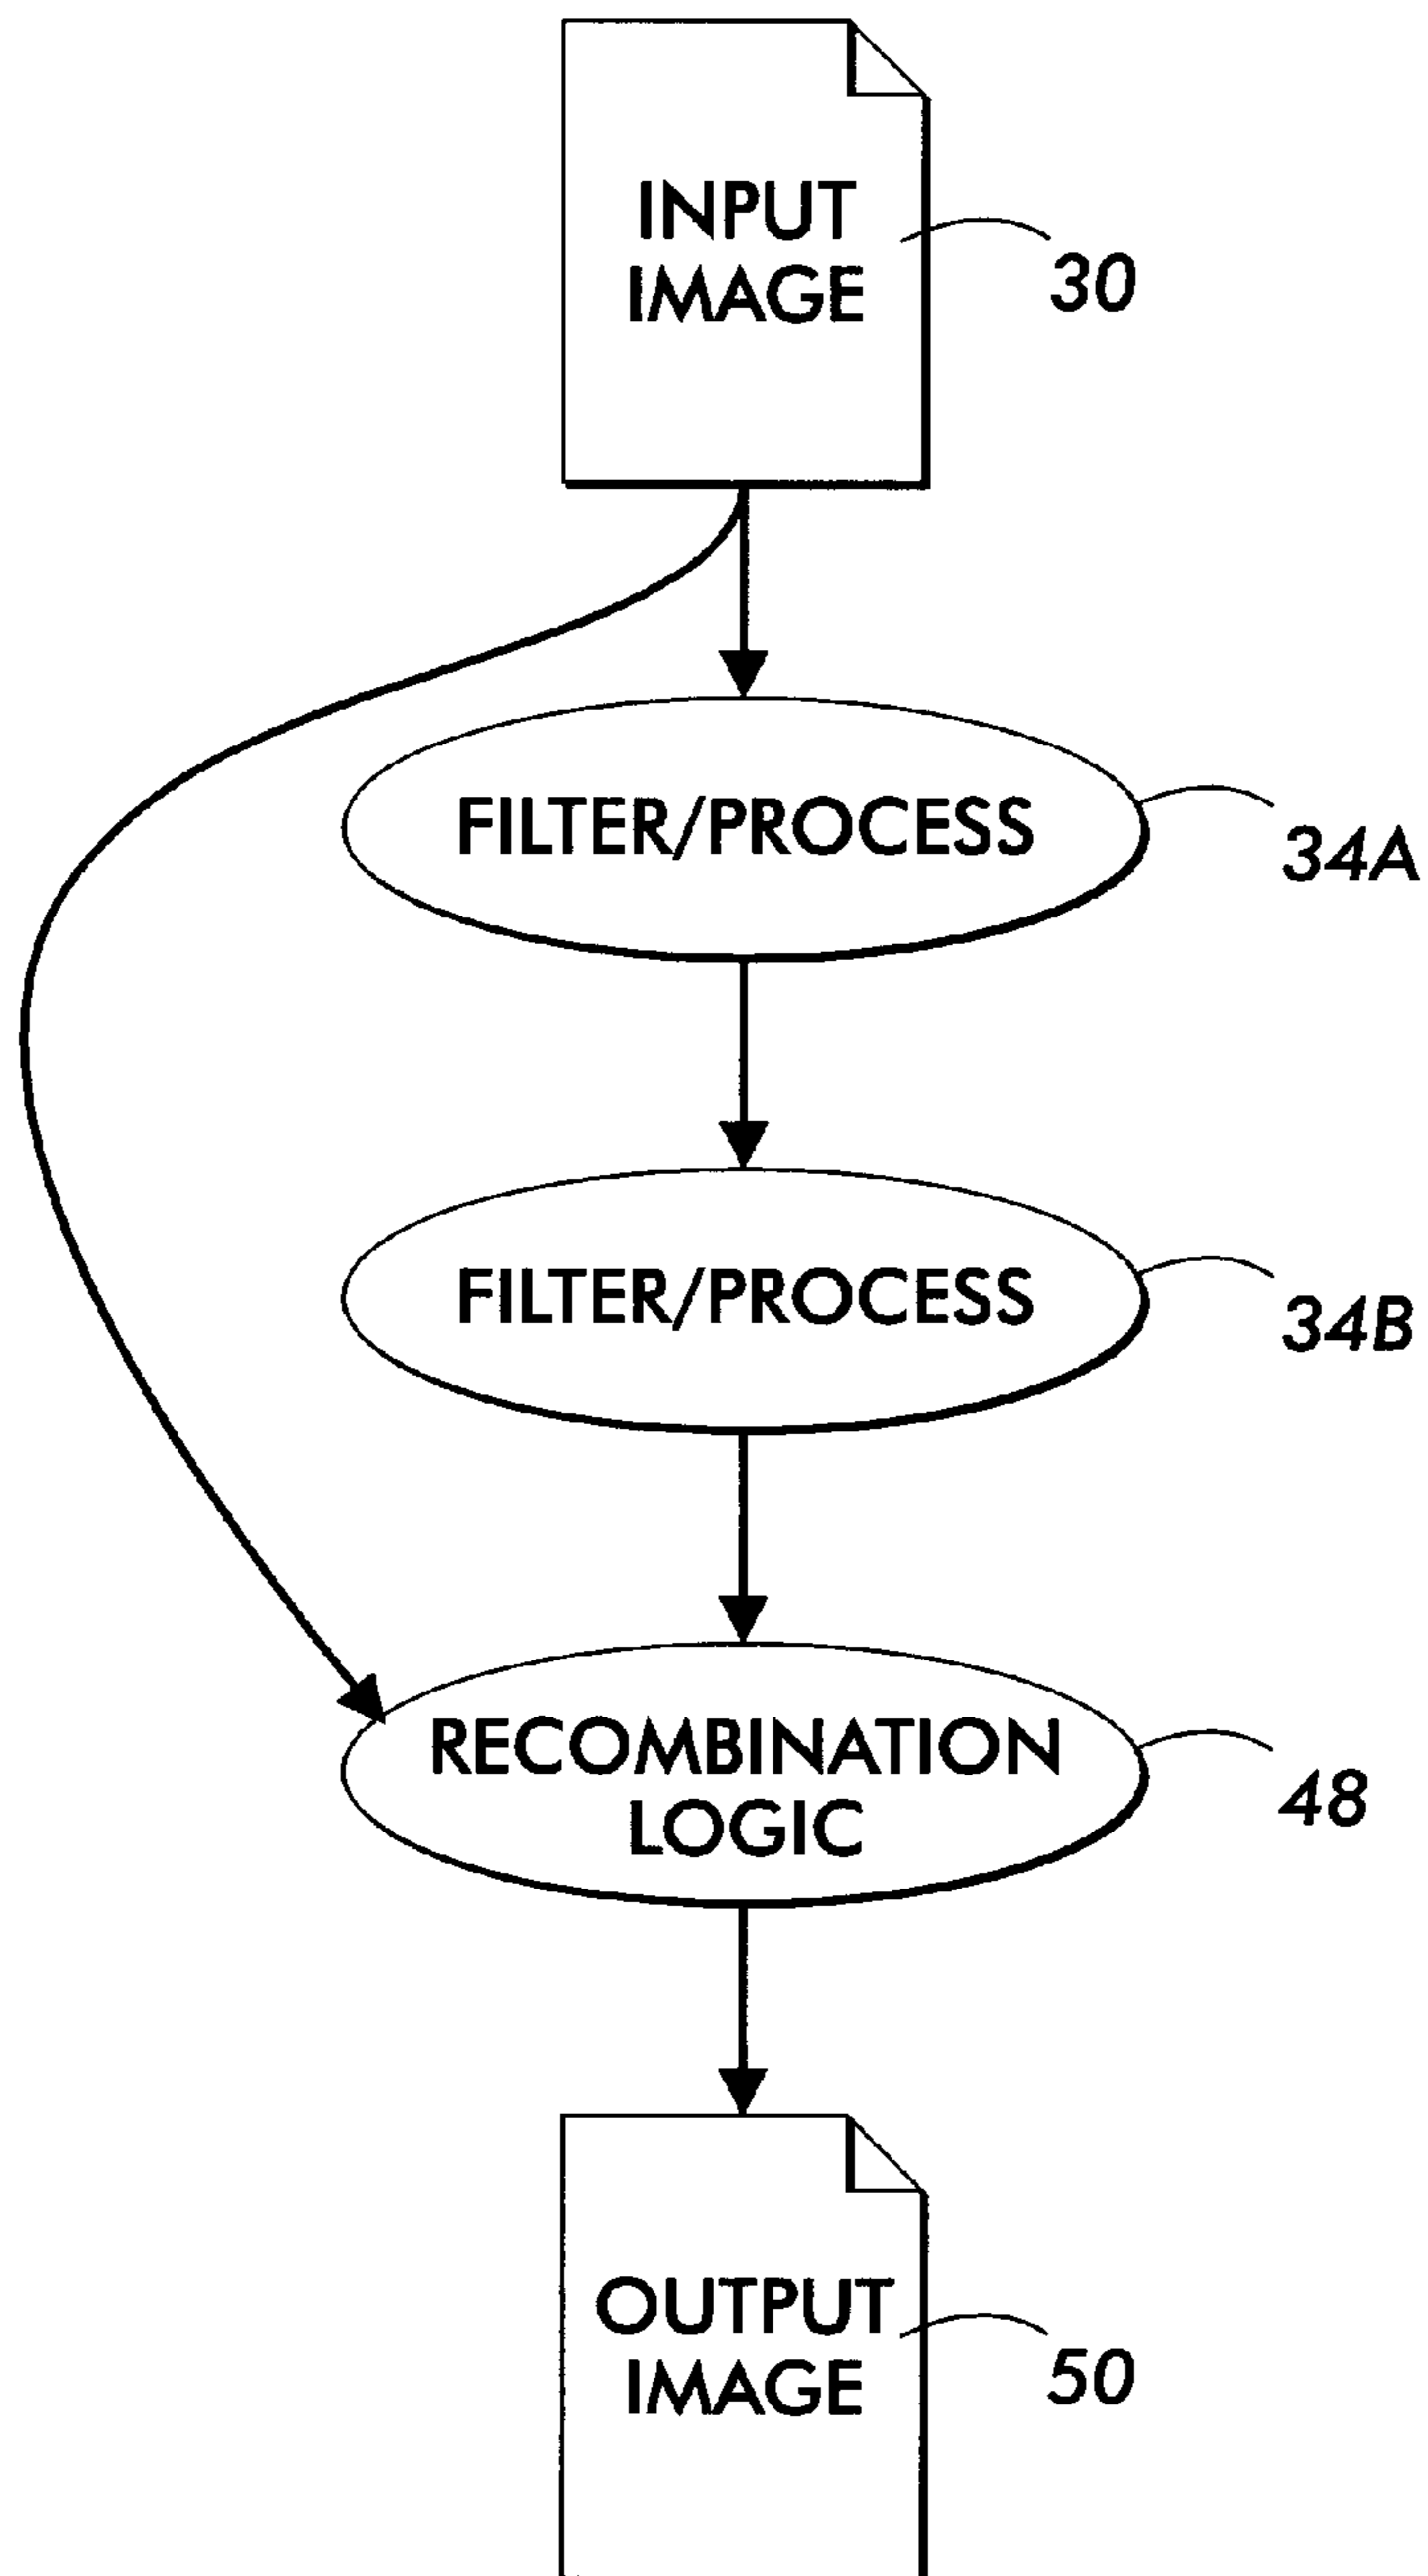 INPUT
IMAGE
30
FILTER/PROCESS
34A
FILTER/PROCESS
34B
RECOMBINATION
LOGIC
48
OUTPUT
IMAGE
50